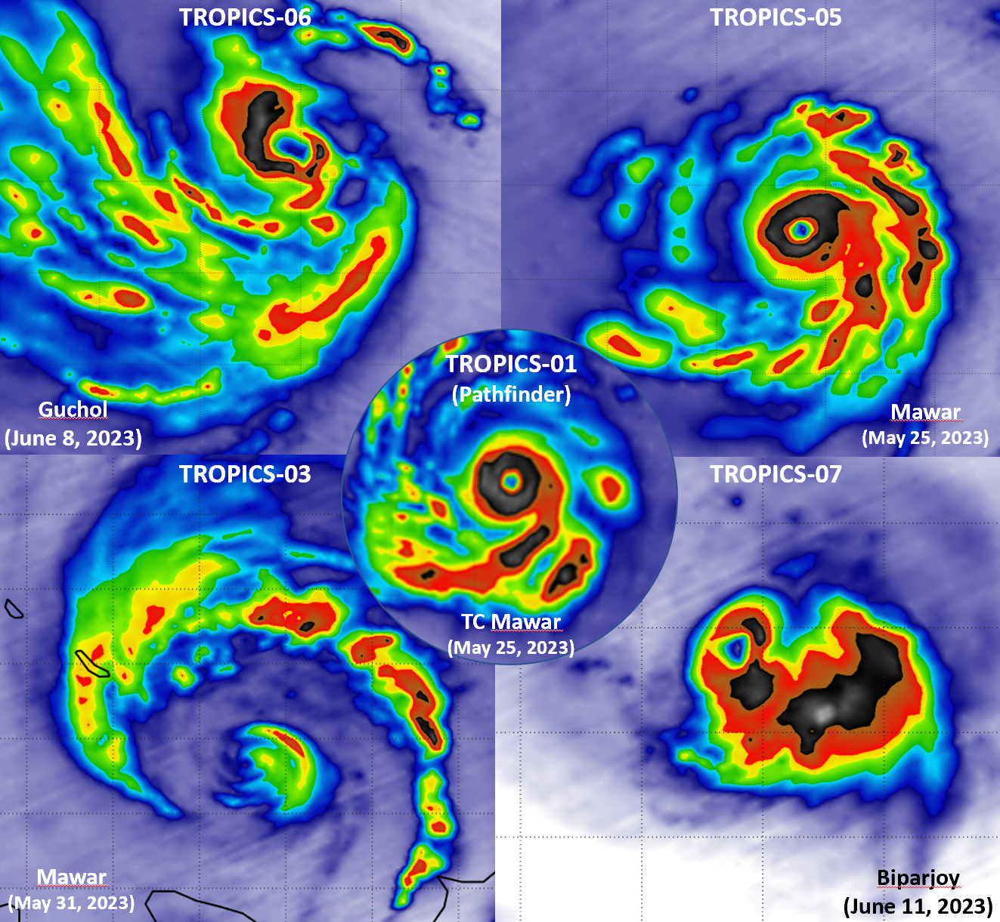 TROPICS-06
TROPICS-05
Guchol
(June 8, 2023)
TROPICS-01
(Pathfinder)
Mawar
(May 25, 2023)
TROPICS-03
TROPICS-07
TC Mawar
(May 25, 2023)
Mawar
(May 31, 2023)
Biparjoy
(June 11, 2023)